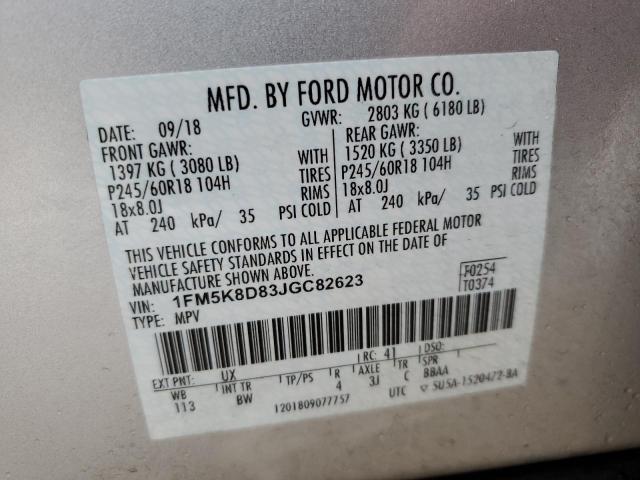 MFD. BY FORD MOTOR CO.
DATE: 09/18 GVWR: 2803 KG ( 6180 LB)
FRONT GAWR: REAR GAWR:
1397 KG ( 3080 LB) WITH 1520 KG ( 3350 LB) WITH
P245/60R18 104H TIRES P245/60R18 104H TIRES
18x8.0J RIMS 18x8.0J RIMS
AT 240 kPa/ 35 PSI COLD AT 240 kPa/ 35 PSI COLD
THIS VEHICLE CONFORMS TO ALL APPLICABLE FEDERAL MOTOR
VEHICLE SAFETY STANDARDS IN EFFECT ON THE DATE OF
MANUFACTURE SHOWN ABOVE.
VIN: 1FM5K8D83JGC82623 F0254
TYPE: MPV T0374
EXT PNT: UX RC: 41 DSO:
WB INT TR TP/PS R AXLE TR SPR
113 BW 4 3J C BBAA
1201809077757 UTC ▽ 5U5A-1520472-BA